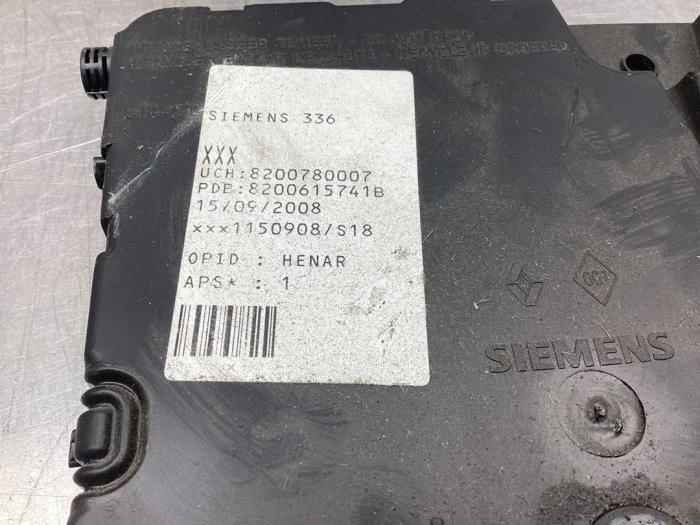 SIEMENS 336
XXX
UCH:8200780007
PDE:8200615741B
15/09/2008
xxx1150908/S18
OPID : HENAR
APS* : 1
SIEMENS